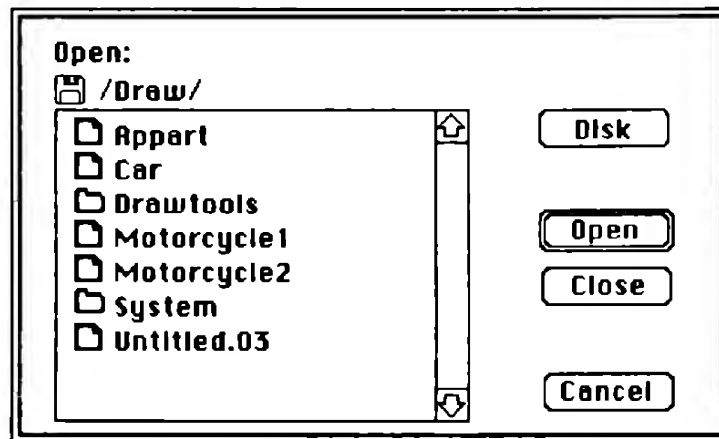 Open:
/Draw/
Appart
Car
Drawtools
Motorcycle1
Motorcycle2
System
Untitled.03
Disk
Open
Close
Cancel